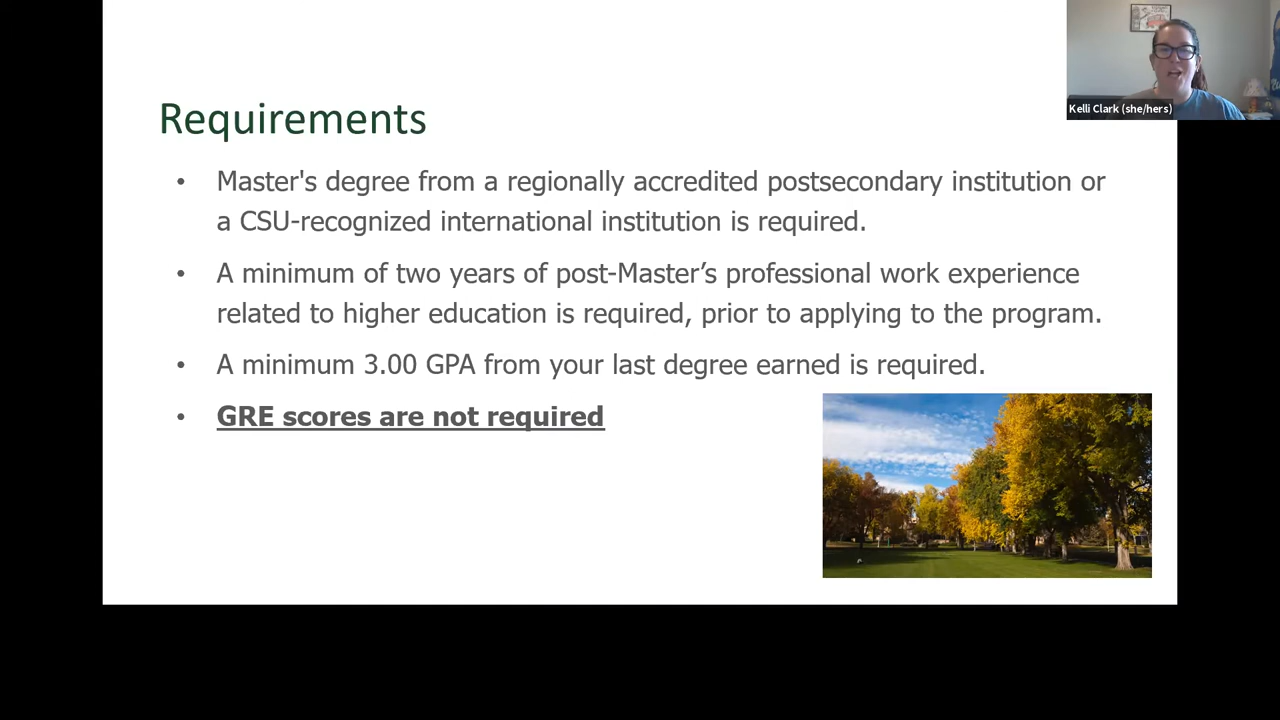 Requirements
• Master's degree from a regionally accredited postsecondary institution or
a CSU-recognized international institution is required.
• A minimum of two years of post-Master’s professional work experience
related to higher education is required, prior to applying to the program.
• A minimum 3.00 GPA from your last degree earned is required.
• GRE scores are not required
Kelli Clark (she/hers)